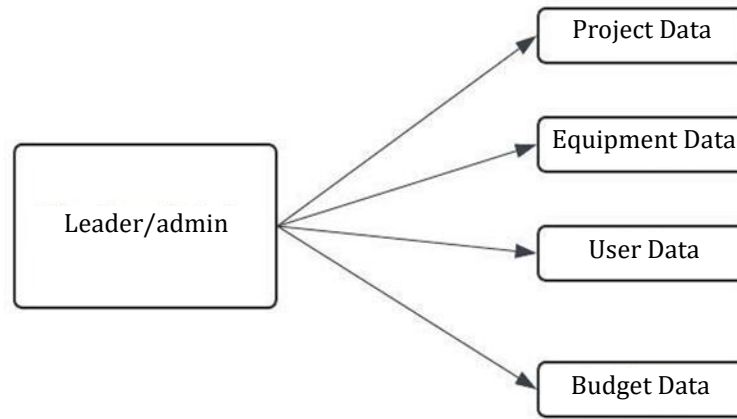 Project Data
Equipment Data
Leader/admin
User Data
Budget Data